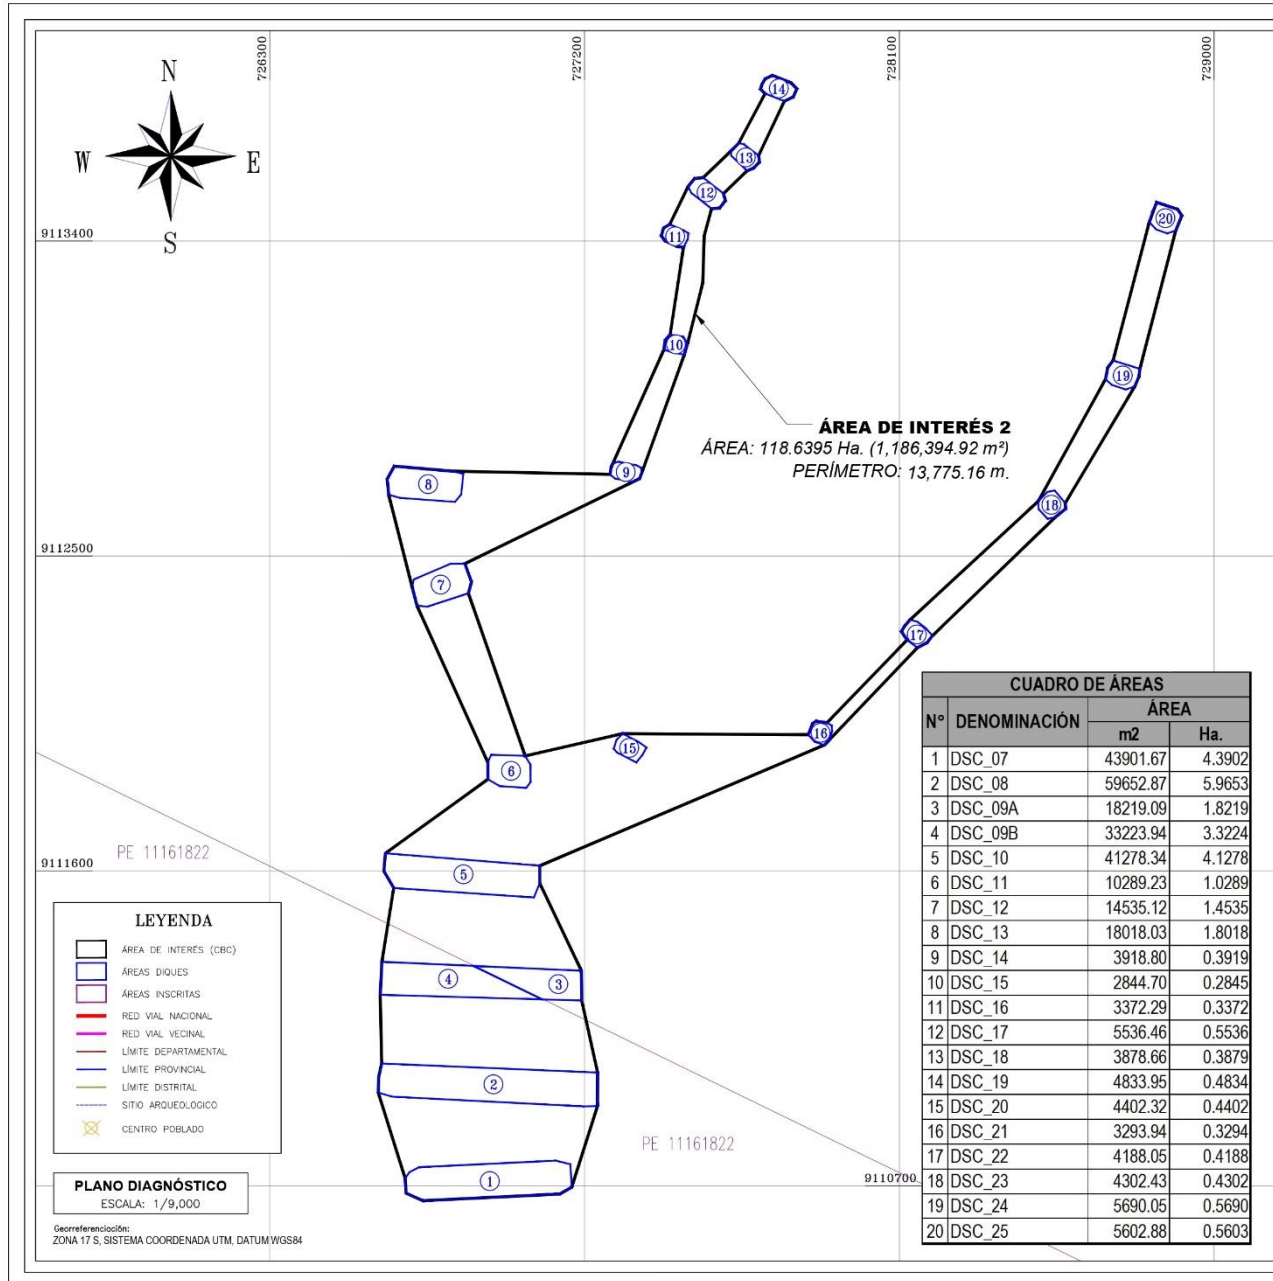 726300
727200
728100
729000
N
W
E
S
9113400
9112500
9111600
9110700
14
13
12
11
20
10
19
ÁREA DE INTERÉS 2
ÁREA: 118.6395 Ha. (1,186,394.92 m²)
PERÍMETRO: 13,775.16 m.
9
8
18
7
17
16
15
6
5
4
3
2
1
PE 11161822
PE 11161822
LEYENDA
ÁREA DE INTERÉS (CBC)
ÁREAS DIQUES
ÁREAS INSCRITAS
RED VIAL NACIONAL
RED VIAL VECINAL
LÍMITE DEPARTAMENTAL
LÍMITE PROVINCIAL
LÍMITE DISTRITAL
SITIO ARQUEOLOGICO
CENTRO POBLADO
PLANO DIAGNÓSTICO
ESCALA: 1/9,000
Georreferenciación:
ZONA 17 S, SISTEMA COORDENADA UTM, DATUM WGS84
CUADRO DE ÁREAS
N° DENOMINACIÓN ÁREA
m2 Ha.
1 DSC_07 43901.67 4.3902
2 DSC_08 59652.87 5.9653
3 DSC_09A 18219.09 1.8219
4 DSC_09B 33223.94 3.3224
5 DSC_10 41278.34 4.1278
6 DSC_11 10289.23 1.0289
7 DSC_12 14535.12 1.4535
8 DSC_13 18018.03 1.8018
9 DSC_14 3918.80 0.3919
10 DSC_15 2844.70 0.2845
11 DSC_16 3372.29 0.3372
12 DSC_17 5536.46 0.5536
13 DSC_18 3878.66 0.3879
14 DSC_19 4833.95 0.4834
15 DSC_20 4402.32 0.4402
16 DSC_21 3293.94 0.3294
17 DSC_22 4188.05 0.4188
18 DSC_23 4302.43 0.4302
19 DSC_24 5690.05 0.5690
20 DSC_25 5602.88 0.5603